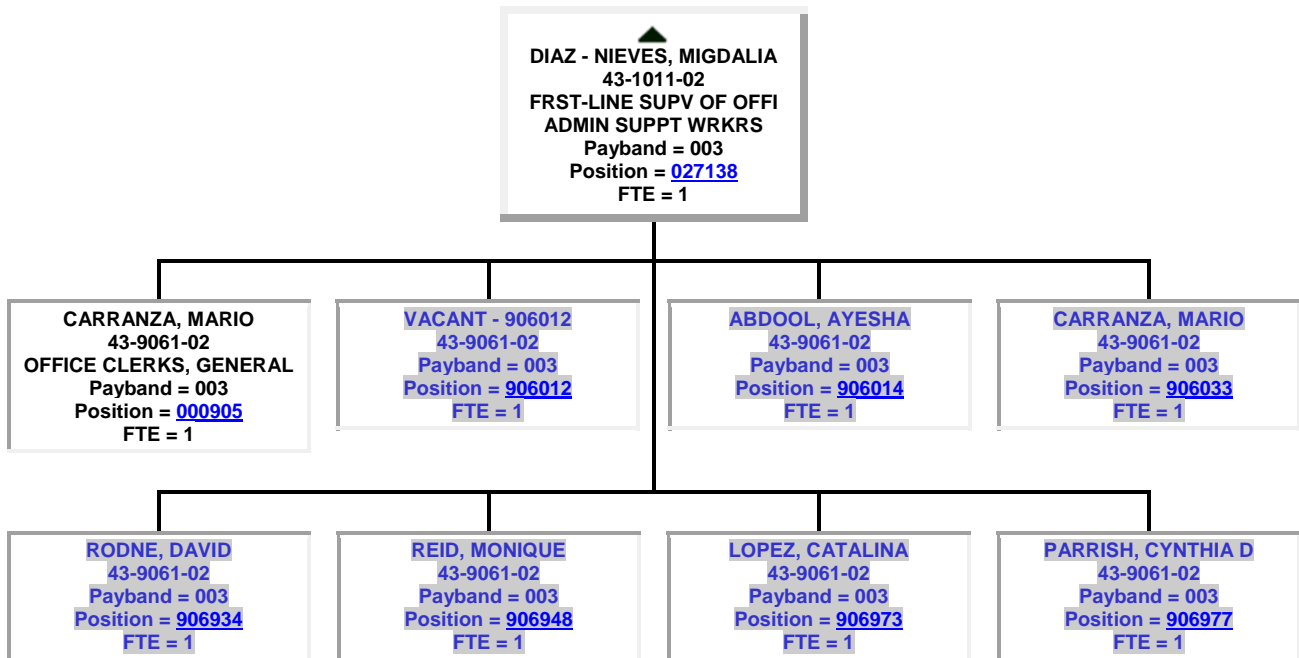 DIAZ - NIEVES, MIGDALIA
43-1011-02
FRST-LINE SUPV OF OFFI
ADMIN SUPPT WRKRS
Payband = 003
Position = 027138
FTE = 1
CARRANZA, MARIO
43-9061-02
OFFICE CLERKS, GENERAL
Payband = 003
Position = 000905
FTE = 1
VACANT - 906012
43-9061-02
Payband = 003
Position = 906012
FTE = 1
ABDOOL, AYESHA
43-9061-02
Payband = 003
Position = 906014
FTE = 1
CARRANZA, MARIO
43-9061-02
Payband = 003
Position = 906033
FTE = 1
RODNE, DAVID
43-9061-02
Payband = 003
Position = 906934
FTE = 1
REID, MONIQUE
43-9061-02
Payband = 003
Position = 906948
FTE = 1
LOPEZ, CATALINA
43-9061-02
Payband = 003
Position = 906973
FTE = 1
PARRISH, CYNTHIA D
43-9061-02
Payband = 003
Position = 906977
FTE = 1